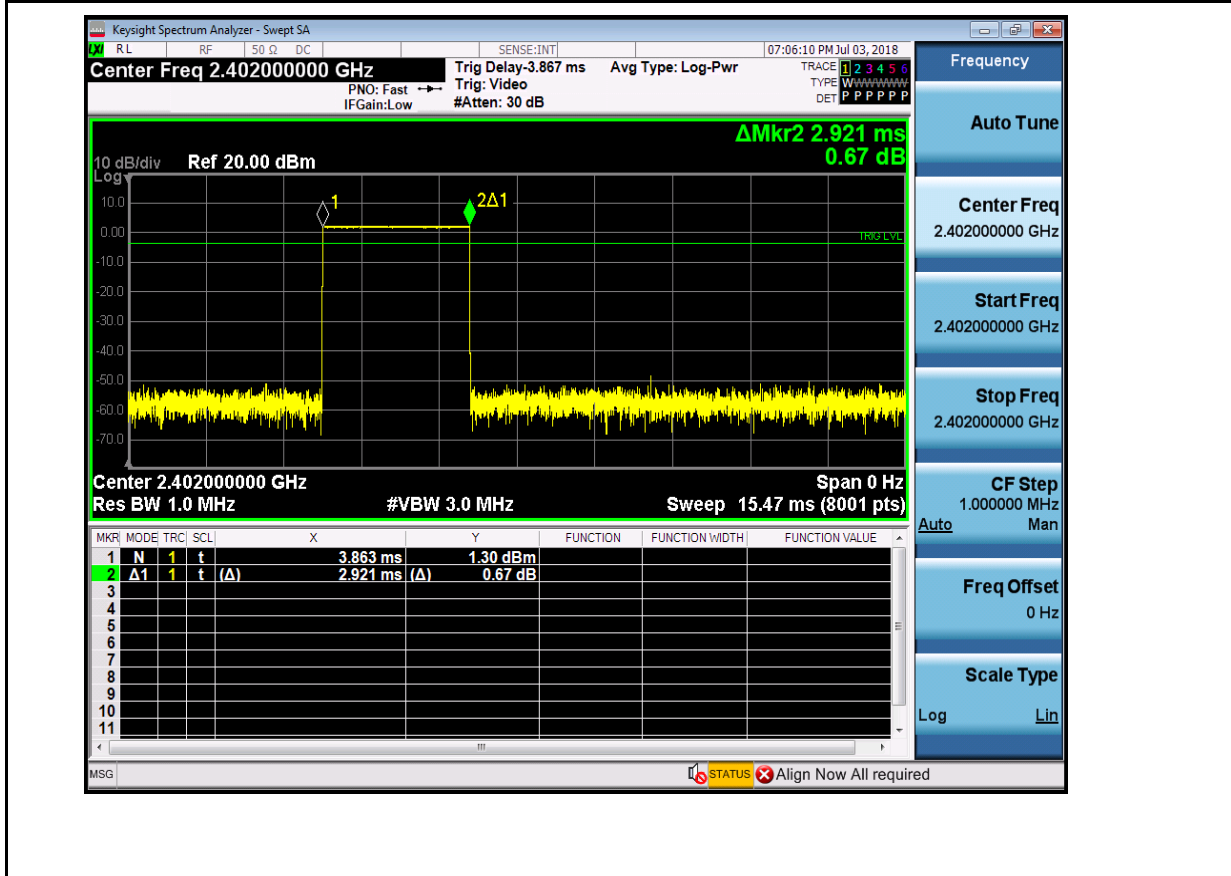 Keysight Spectrum Analyzer - Swept SA
LXI RL RF 50 Ω DC SENSE:INT 07:06:10 PM Jul 03, 2018
Center Freq 2.402000000 GHz
PNO: Fast
IFGain:Low
Trig Delay-3.867 ms
Trig: Video
#Atten: 30 dB
Avg Type: Log-Pwr
TRACE 1 2 3 4 5 6
TYPE WWWWWW
DET P P P P P P
ΔMkr2 2.921 ms
0.67 dB
10 dB/div Ref 20.00 dBm
Log
10.0
0.00
-10.0
-20.0
-30.0
-40.0
-50.0
-60.0
-70.0
1
2Δ1
TRIG LVL
Center 2.402000000 GHz Span 0 Hz
Res BW 1.0 MHz #VBW 3.0 MHz Sweep 15.47 ms (8001 pts)
MKR MODE TRC SCL X Y FUNCTION FUNCTION WIDTH FUNCTION VALUE
1 N 1 t 3.863 ms 1.30 dBm
2 Δ1 1 t (Δ) 2.921 ms (Δ) 0.67 dB
3
4
5
6
7
8
9
10
11
MSG STATUS Align Now All required
Frequency
Auto Tune
Center Freq
2.402000000 GHz
Start Freq
2.402000000 GHz
Stop Freq
2.402000000 GHz
CF Step
1.000000 MHz
Auto Man
Freq Offset
0 Hz
Scale Type
Log Lin